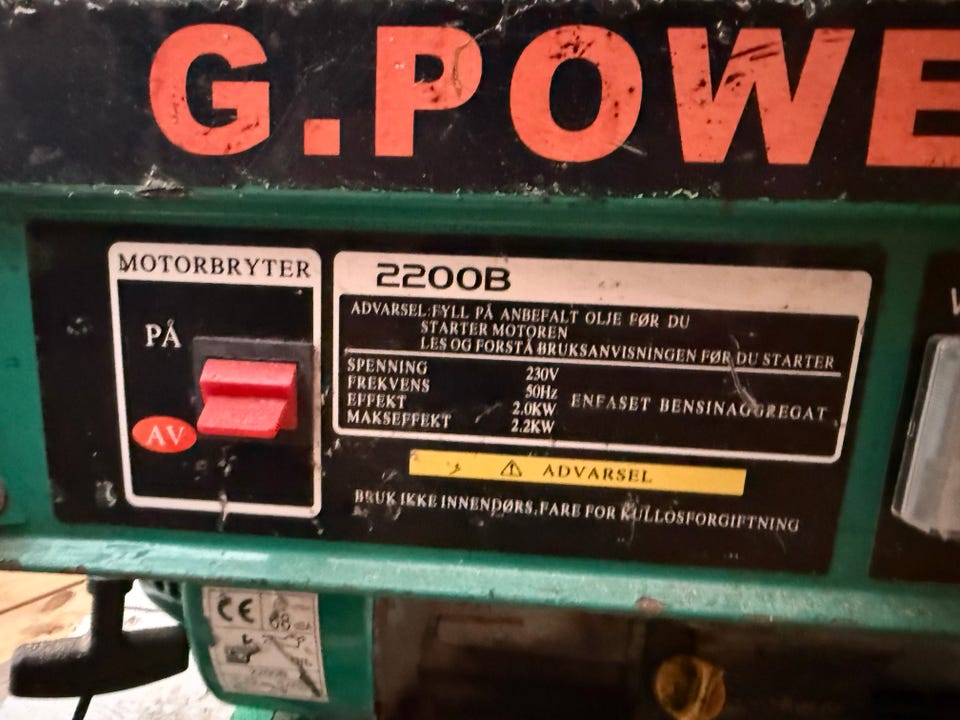 G.POWE
MOTORBRYTER
PÅ
AV
2200B
ADVARSEL:FYLL PÅ ANBEFALT OLJE FØR DU
STARTER MOTOREN
LES OG FORSTÅ BRUKSANVISNINGEN FØR DU STARTER
SPENNING 230V
FREKVENS 50Hz
EFFEKT 2.0KW
MAKSEFFEKT 2.2KW
ENFASET BENSINAGGREGAT
ADVARSEL
BRUK IKKE INNENDØRS,FARE FOR KULLOSFORGIFTNING
V
CE